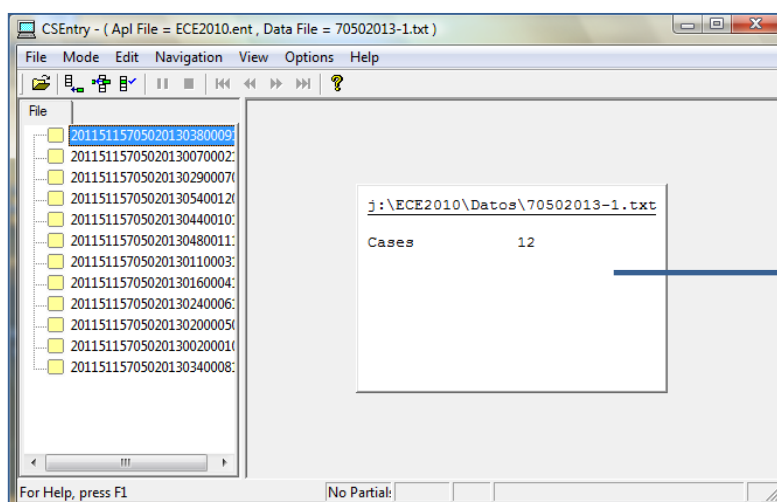 CSEntry - ( Apl File = ECE2010.ent , Data File = 70502013-1.txt )
File Mode Edit Navigation View Options Help
File
20115115705020130380009
2011511570502013007000
2011511570502013029000
2011511570502013054001
2011511570502013044001
2011511570502013048001
2011511570502013011000
2011511570502013016000
2011511570502013024000
2011511570502013020000
2011511570502013002000
2011511570502013034000
j:\ECE2010\Datos\70502013-1.txt
Cases 12
For Help, press F1
No Partial